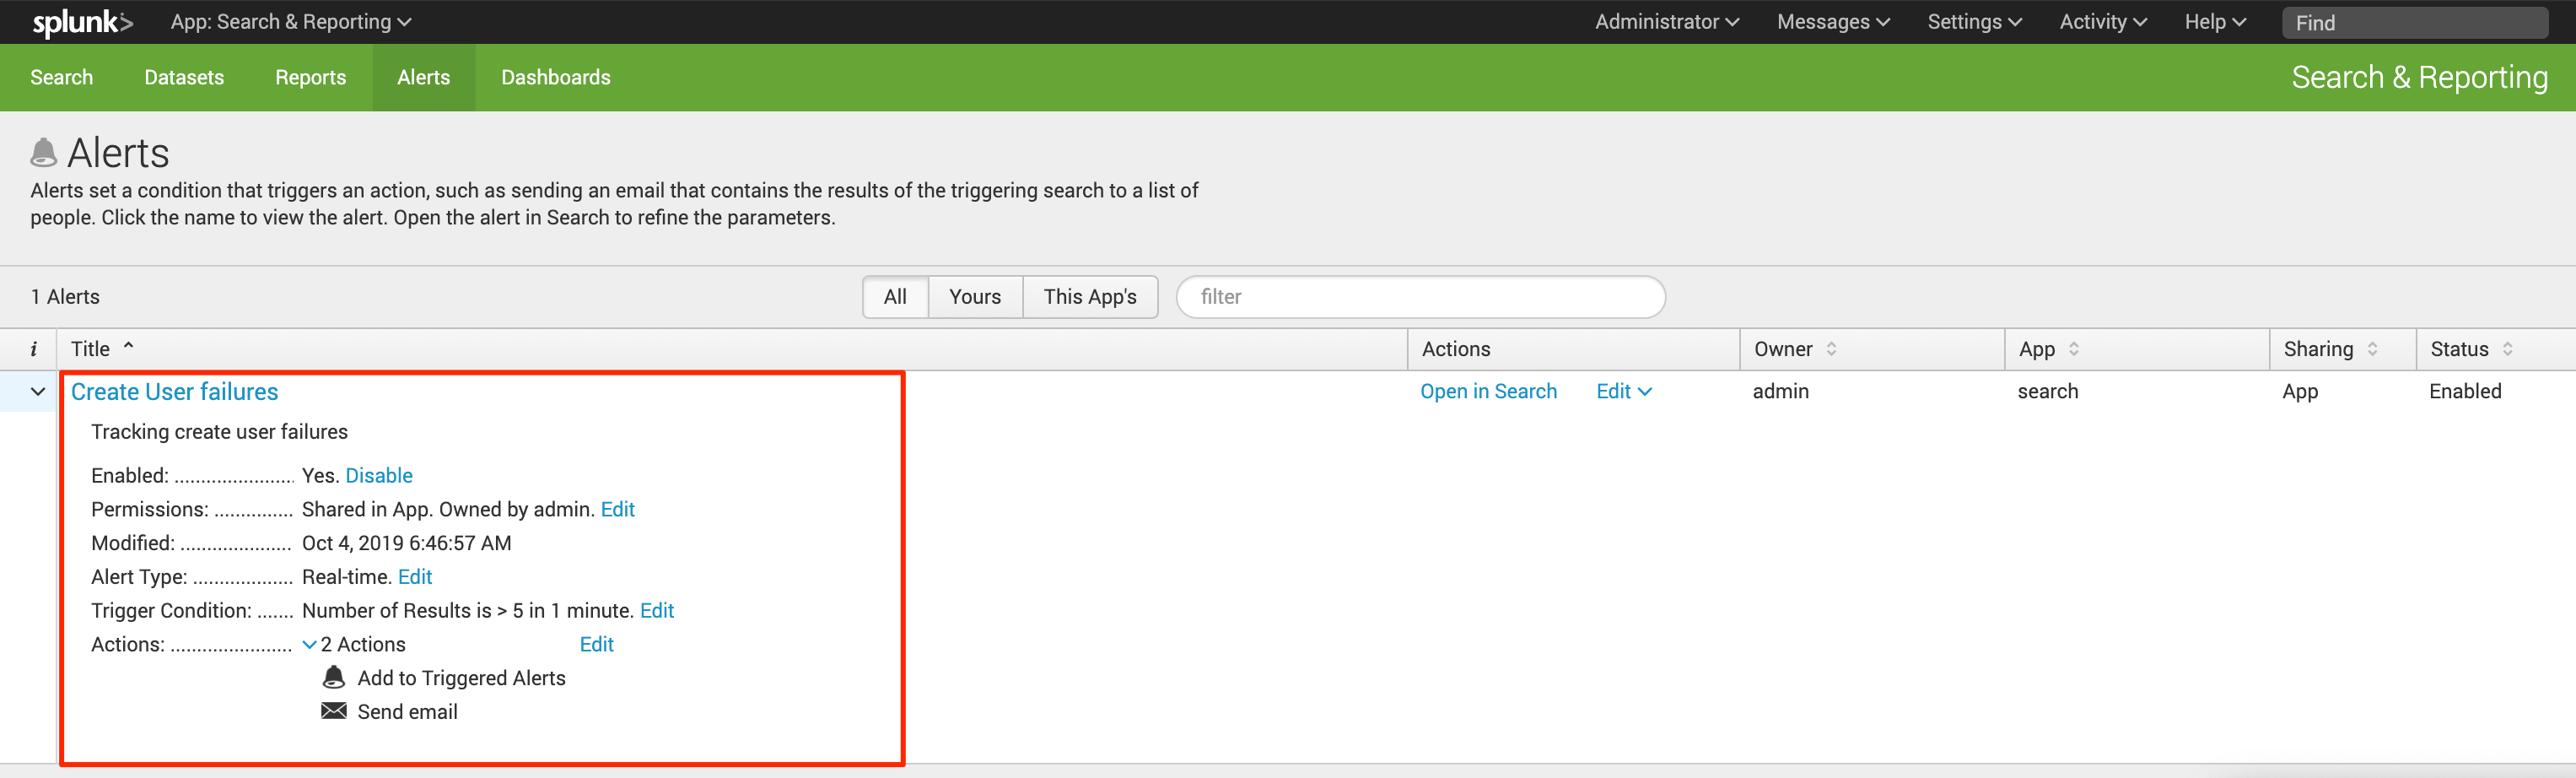 splunk> App: Search & Reporting Administrator Messages Settings Activity Help Find
Search Datasets Reports Alerts Dashboards Search & Reporting
Alerts
Alerts set a condition that triggers an action, such as sending an email that contains the results of the triggering search to a list of
people. Click the name to view the alert. Open the alert in Search to refine the parameters.
1 Alerts All Yours This App's filter
i Title Actions Owner App Sharing Status
Create User failures Open in Search Edit admin search App Enabled
Tracking create user failures
Enabled: ....................... Yes. Disable
Permissions: ............... Shared in App. Owned by admin. Edit
Modified: ..................... Oct 4, 2019 6:46:57 AM
Alert Type: ................... Real-time. Edit
Trigger Condition: ....... Number of Results is > 5 in 1 minute. Edit
Actions: ....................... 2 Actions Edit
Add to Triggered Alerts
Send email